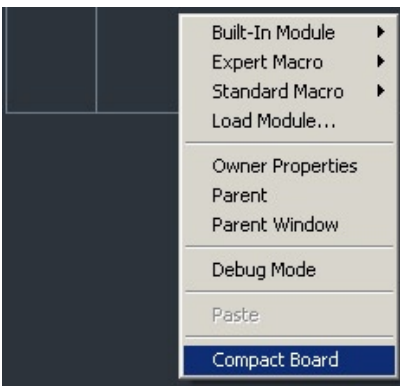 Built-In Module
Expert Macro
Standard Macro
Load Module...
Owner Properties
Parent
Parent Window
Debug Mode
Paste
Compact Board